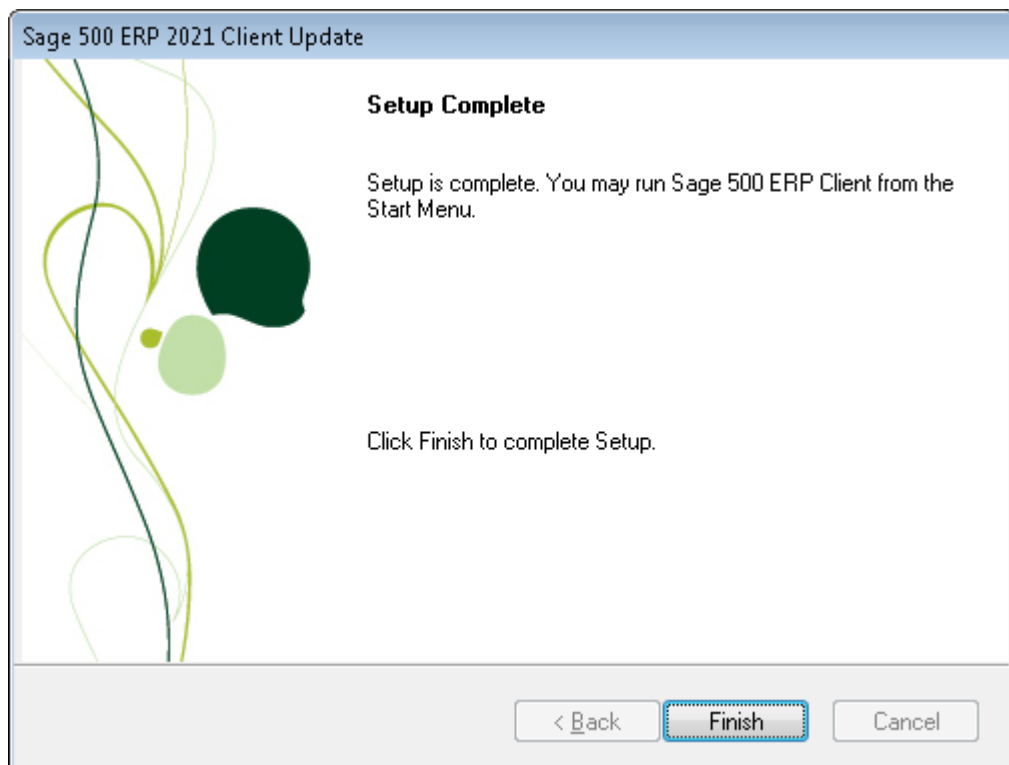 Sage 500 ERP 2021 Client Update
Setup Complete
Setup is complete. You may run Sage 500 ERP Client from the
Start Menu.
Click Finish to complete Setup.
< Back
Finish
Cancel